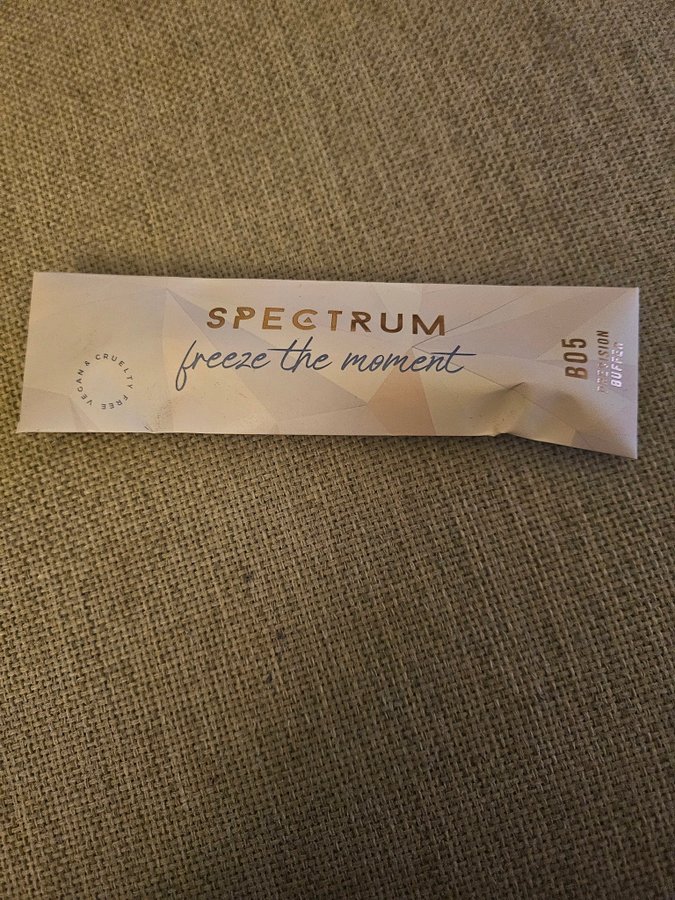 SPECTRUM
freeze the moment
VEGAN & CRUELTY FREE
B05
PRECISION
BUFFER